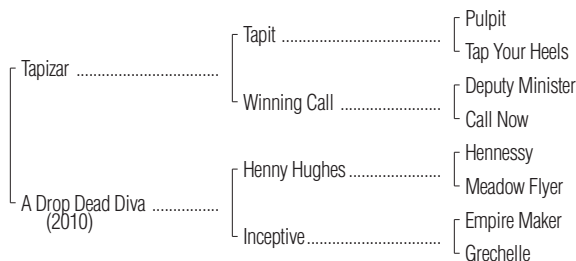 Pulpit
Tapit ........................................
Tap Your Heels
Tapizar ....................................
Deputy Minister
Winning Call .........................
Call Now
Hennessy
Henny Hughes .......................
Meadow Flyer
A Drop Dead Diva .................
(2010)
Empire Maker
Inceptive..................................
Grechelle